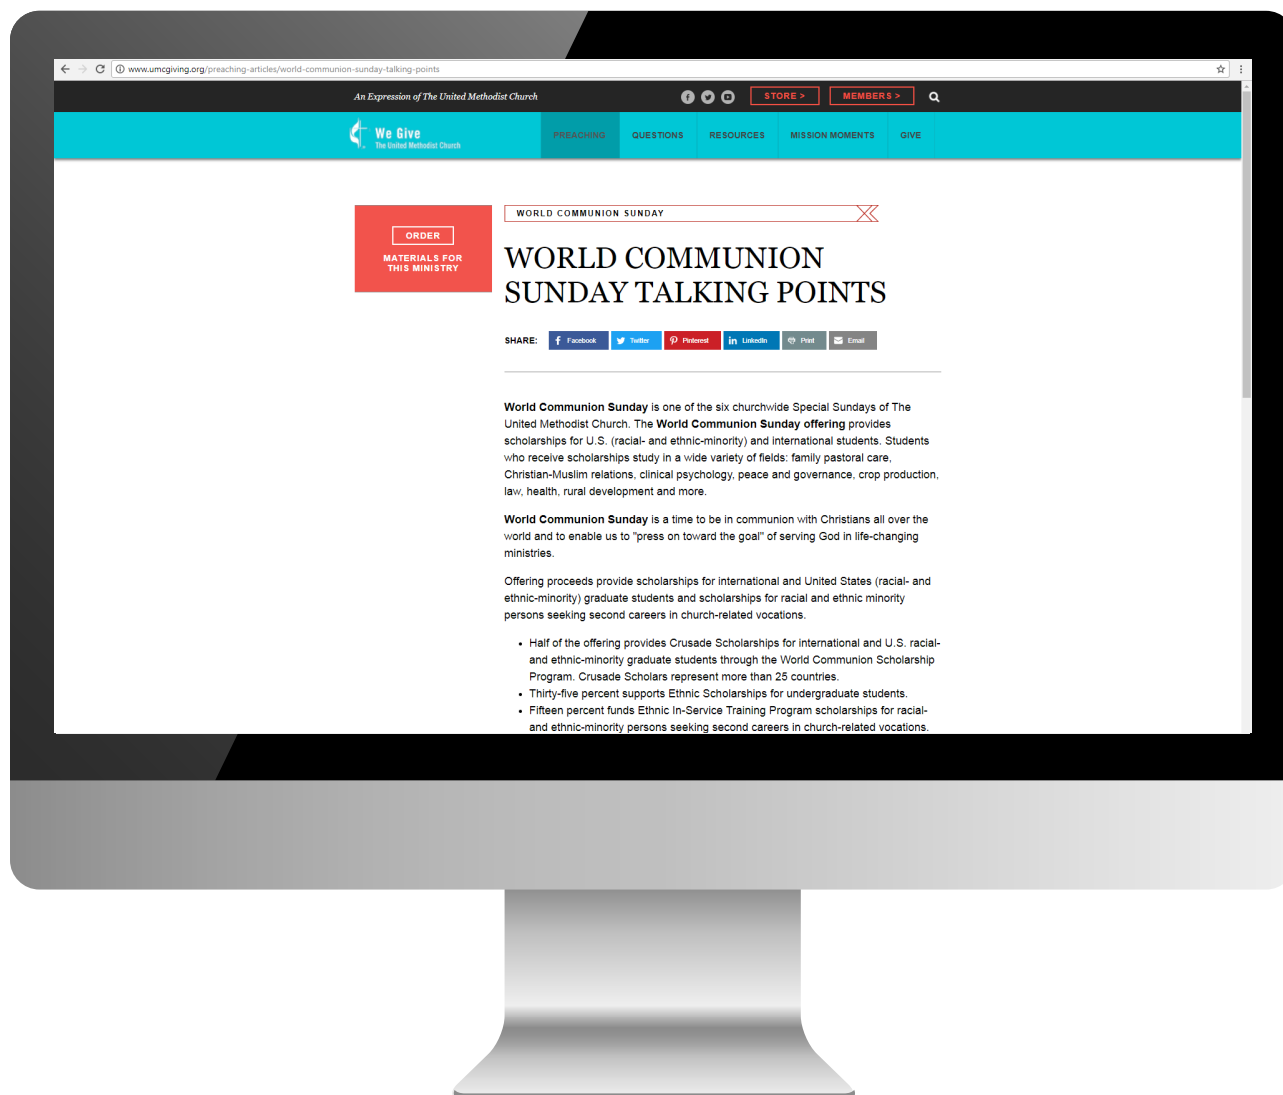 www.umcgiving.org/preaching-articles/world-communion-sunday-talking-points
An Expression of The United Methodist Church
STORE >
MEMBERS >
We Give
The United Methodist Church
PREACHING
QUESTIONS
RESOURCES
MISSION MOMENTS
GIVE
ORDER
MATERIALS FOR
THIS MINISTRY
WORLD COMMUNION SUNDAY
WORLD COMMUNION
SUNDAY TALKING POINTS
SHARE:
Facebook
Twitter
Pinterest
LinkedIn
Print
Email
World Communion Sunday is one of the six churchwide Special Sundays of The
United Methodist Church. The World Communion Sunday offering provides
scholarships for U.S. (racial- and ethnic-minority) and international students. Students
who receive scholarships study in a wide variety of fields: family pastoral care,
Christian-Muslim relations, clinical psychology, peace and governance, crop production,
law, health, rural development and more.
World Communion Sunday is a time to be in communion with Christians all over the
world and to enable us to "press on toward the goal" of serving God in life-changing
ministries.
Offering proceeds provide scholarships for international and United States (racial- and
ethnic-minority) graduate students and scholarships for racial and ethnic minority
persons seeking second careers in church-related vocations.
• Half of the offering provides Crusade Scholarships for international and U.S. racial-
and ethnic-minority graduate students through the World Communion Scholarship
Program. Crusade Scholars represent more than 25 countries.
• Thirty-five percent supports Ethnic Scholarships for undergraduate students.
• Fifteen percent funds Ethnic In-Service Training Program scholarships for racial-
and ethnic-minority persons seeking second careers in church-related vocations.